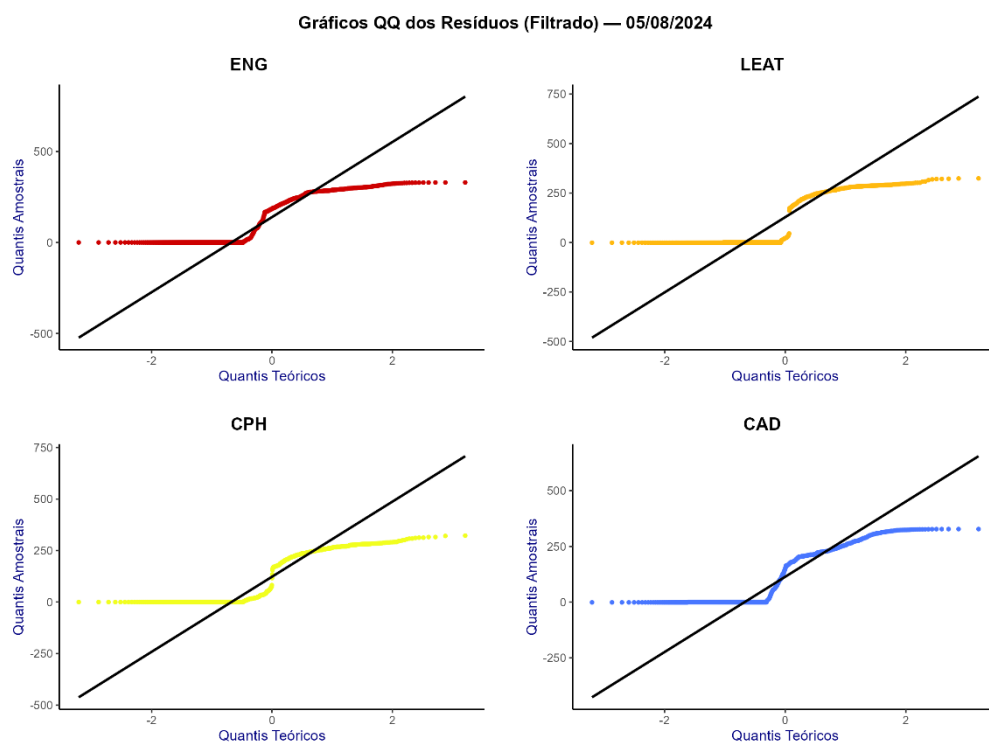 Gráficos QQ dos Resíduos (Filtrado) — 05/08/2024
ENG
Quantis Amostrais
500
0
-500
-2
0
2
Quantis Teóricos
LEAT
Quantis Amostrais
750
500
250
0
-250
-500
-2
0
2
Quantis Teóricos
CPH
Quantis Amostrais
750
500
250
0
-250
-500
-2
0
2
Quantis Teóricos
CAD
Quantis Amostrais
500
250
0
-250
-2
0
2
Quantis Teóricos